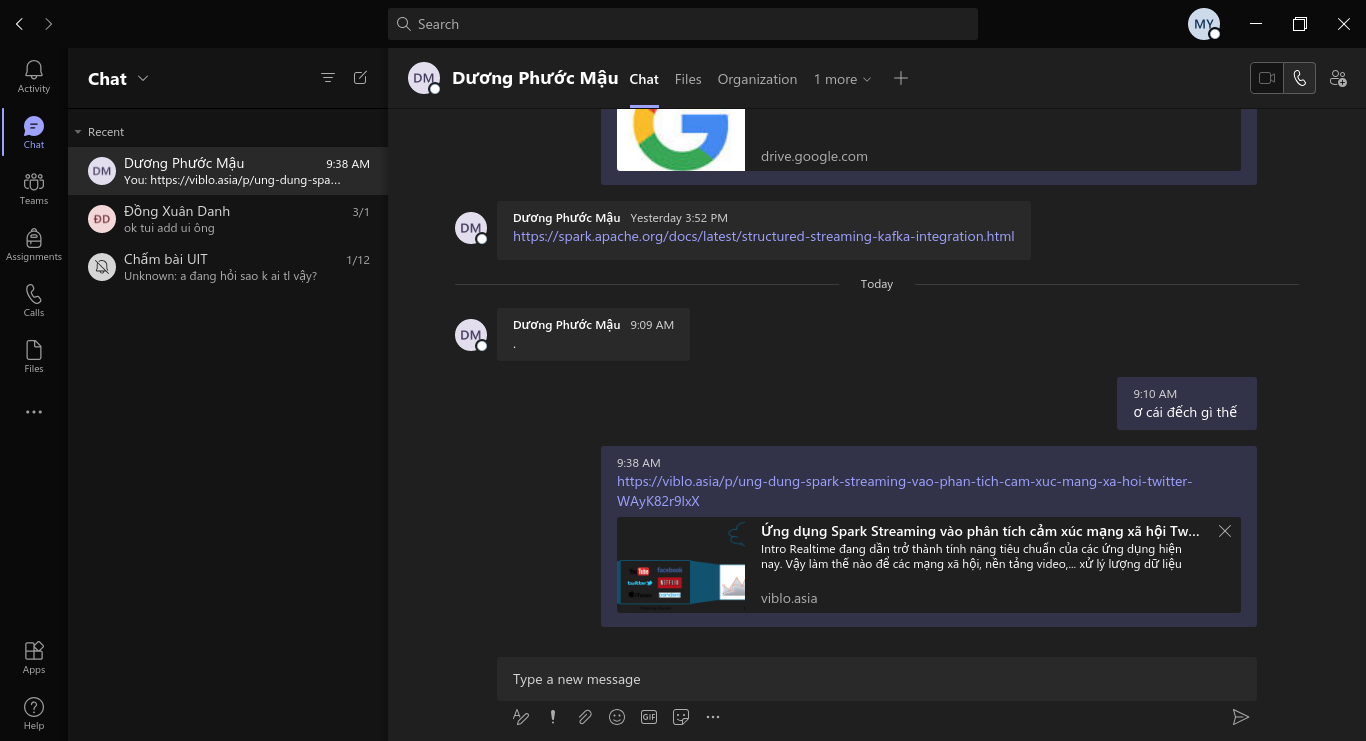 Search
MY
Activity
Chat
Teams
Assignments
Calls
Files
Apps
Help
Chat
Recent
DM
Dương Phước Mậu 9:38 AM
You: https://viblo.asia/p/ung-dung-spa...
ĐD
Đồng Xuân Danh 3/1
ok tui add ui ông
Chấm bài UIT 1/12
Unknown: a đang hỏi sao k ai tl vậy?
DM Dương Phước Mậu Chat Files Organization 1 more
drive.google.com
DM
Dương Phước Mậu Yesterday 3:52 PM
https://spark.apache.org/docs/latest/structured-streaming-kafka-integration.html
Today
DM
Dương Phước Mậu 9:09 AM
.
9:10 AM
ơ cái đếch gì thế
9:38 AM
https://viblo.asia/p/ung-dung-spark-streaming-vao-phan-tich-cam-xuc-mang-xa-hoi-twitter-
WAyK82r9lxX
Ứng dụng Spark Streaming vào phân tích cảm xúc mạng xã hội Tw...
Intro Realtime đang dần trở thành tính năng tiêu chuẩn của các ứng dụng hiện
nay. Vậy làm thế nào để các mạng xã hội, nền tảng video,... xử lý lượng dữ liệu
viblo.asia
You Tube facebook
twitter NETFLIX
Type a new message
GIF